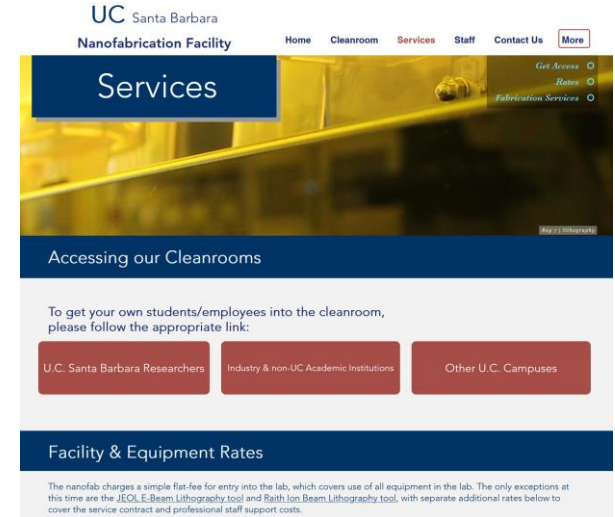 UC Santa Barbara
Nanofabrication Facility
Home Cleanroom Services Staff Contact Us More
Services
Get Access
Rates
Fabrication Services
Bay 7 | lithography
Accessing our Cleanrooms
To get your own students/employees into the cleanroom,
please follow the appropriate link:
U.C. Santa Barbara Researchers
Industry & non-UC Academic Institutions
Other U.C. Campuses
Facility & Equipment Rates
The nanofab charges a simple flat-fee for entry into the lab, which covers use of all equipment in the lab. The only exceptions at
this time are the JEOL E-Beam Lithography tool and Raith Ion Beam Lithography tool, with separate additional rates below to
cover the service contract and professional staff support costs.